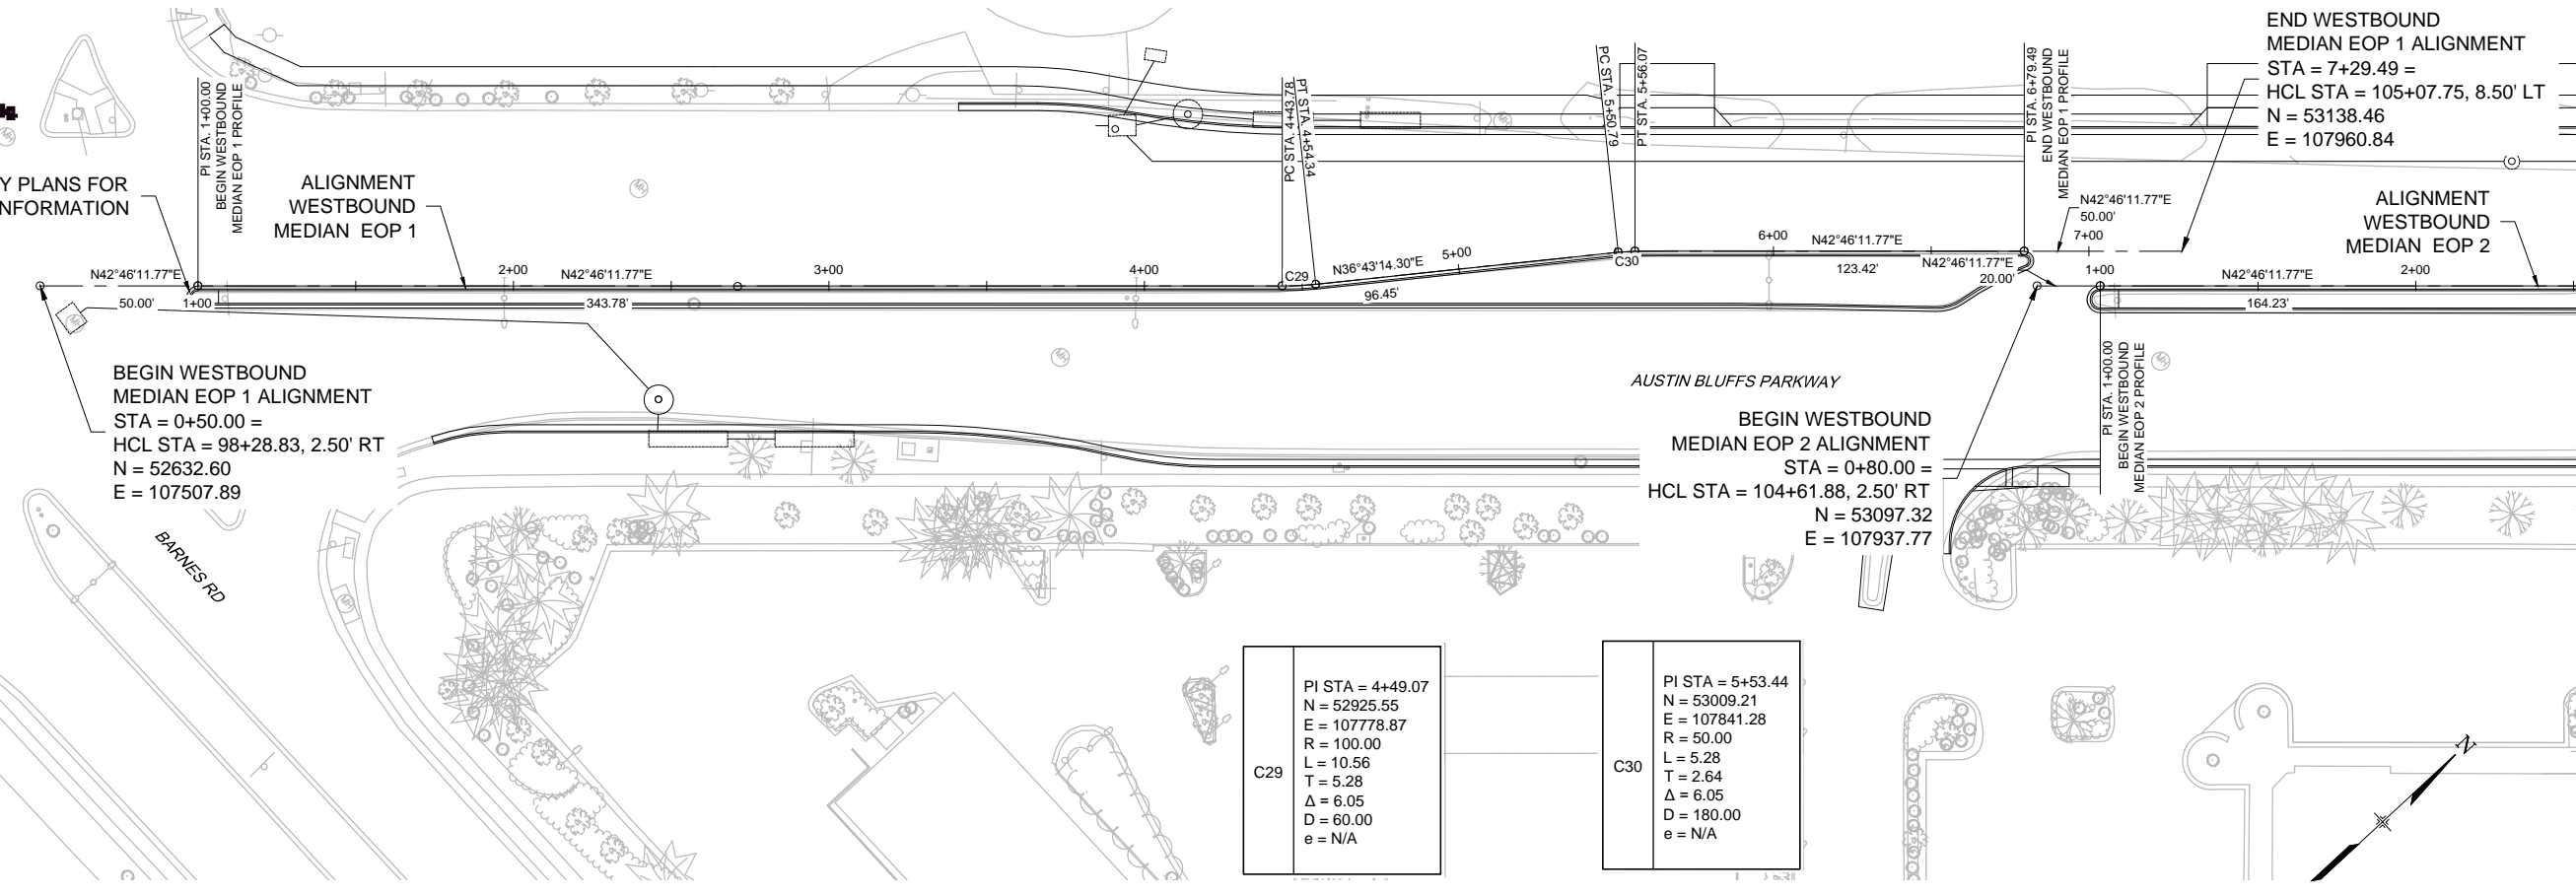 END WESTBOUND
MEDIAN EOP 1 ALIGNMENT
STA = 7+29.49 =
HCL STA = 105+07.75, 8.50' LT
N = 53138.46
E = 107960.84
PI STA. 1+00.00
BEGIN WESTBOUND
MEDIAN EOP 1 PROFILE
PC STA. 4+43.78
PT STA. 4+54.34
PC STA. 5+50.79
PT STA. 5+56.07
PI STA. 6+79.49
END WESTBOUND
MEDIAN EOP 1 PROFILE
MH
MH
MH
Y PLANS FOR
NFORMATION
ALIGNMENT
WESTBOUND
MEDIAN EOP 1
ALIGNMENT
WESTBOUND
MEDIAN EOP 2
N42°46'11.77"E
50.00'
7+00
N42°46'11.77"E
50.00'
1+00
2+00
N42°46'11.77"E
343.78'
3+00
4+00
C29
N36°43'14.30"E
5+00
96.45'
C30
6+00
N42°46'11.77"E
123.42'
N42°46'11.77"E
20.00'
1+00
N42°46'11.77"E
164.23'
2+00
MH
MH
MH
BEGIN WESTBOUND
MEDIAN EOP 1 ALIGNMENT
STA = 0+50.00 =
HCL STA = 98+28.83, 2.50' RT
N = 52632.60
E = 107507.89
AUSTIN BLUFFS PARKWAY
BEGIN WESTBOUND
MEDIAN EOP 2 ALIGNMENT
STA = 0+80.00 =
HCL STA = 104+61.88, 2.50' RT
N = 53097.32
E = 107937.77
PI STA. 1+00.00
BEGIN WESTBOUND
MEDIAN EOP 2 PROFILE
BARNES RD
MH
C29
PI STA = 4+49.07
N = 52925.55
E = 107778.87
R = 100.00
L = 10.56
T = 5.28
Δ = 6.05
D = 60.00
e = N/A
C30
PI STA = 5+53.44
N = 53009.21
E = 107841.28
R = 50.00
L = 5.28
T = 2.64
Δ = 6.05
D = 180.00
e = N/A
N